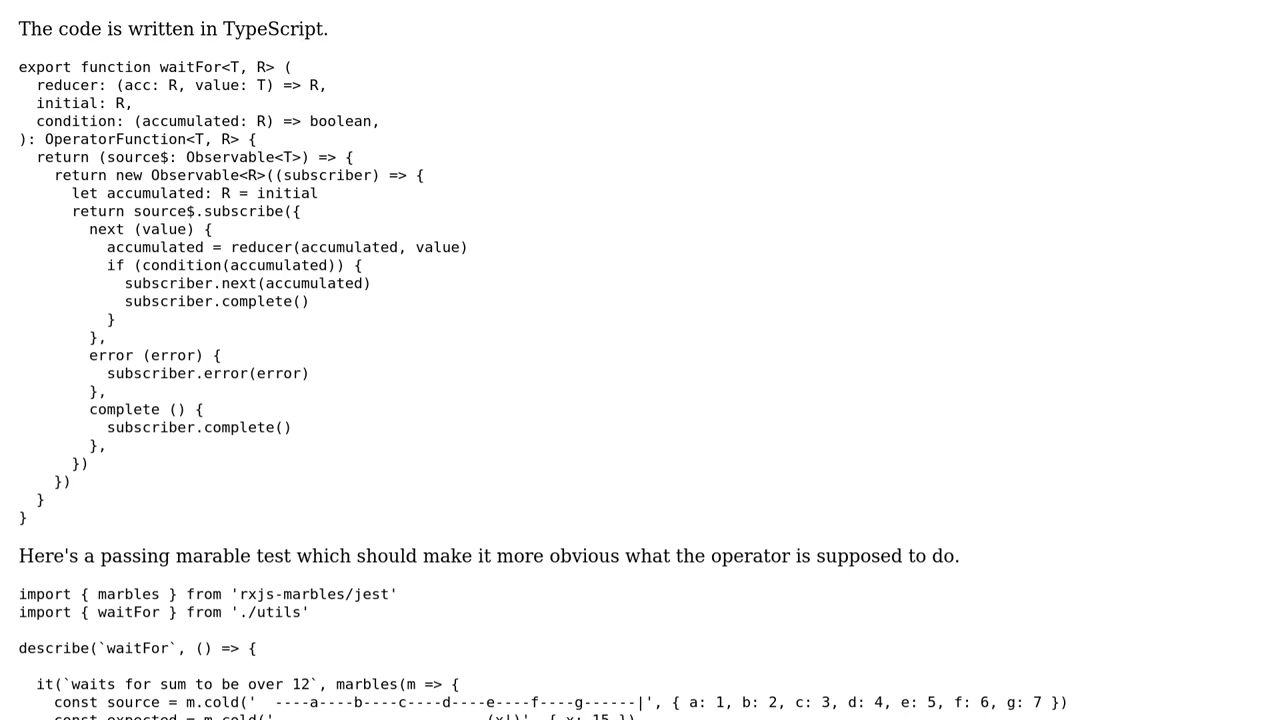 The code is written in TypeScript.
export function waitFor<T, R> (
  reducer: (acc: R, value: T) => R,
  initial: R,
  condition: (accumulated: R) => boolean,
): OperatorFunction<T, R> {
  return (source$: Observable<T>) => {
    return new Observable<R>((subscriber) => {
      let accumulated: R = initial
      return source$.subscribe({
        next (value) {
          accumulated = reducer(accumulated, value)
          if (condition(accumulated)) {
            subscriber.next(accumulated)
            subscriber.complete()
          }
        },
        error (error) {
          subscriber.error(error)
        },
        complete () {
          subscriber.complete()
        },
      })
    })
  }
}
Here's a passing marable test which should make it more obvious what the operator is supposed to do.
import { marbles } from 'rxjs-marbles/jest'
import { waitFor } from './utils'
describe(`waitFor`, () => {
  it(`waits for sum to be over 12`, marbles(m => {
    const source = m.cold('  ----a----b----c----d----e----f----g------|', { a: 1, b: 2, c: 3, d: 4, e: 5, f: 6, g: 7 })
    const expected = m.cold('                        (x|)', { x: 15 })